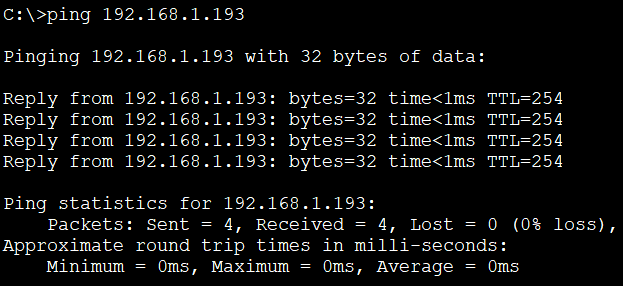 C:\>ping 192.168.1.193
Pinging 192.168.1.193 with 32 bytes of data:
Reply from 192.168.1.193: bytes=32 time<1ms TTL=254
Reply from 192.168.1.193: bytes=32 time<1ms TTL=254
Reply from 192.168.1.193: bytes=32 time<1ms TTL=254
Reply from 192.168.1.193: bytes=32 time<1ms TTL=254
Ping statistics for 192.168.1.193:
    Packets: Sent = 4, Received = 4, Lost = 0 (0% loss),
Approximate round trip times in milli-seconds:
    Minimum = 0ms, Maximum = 0ms, Average = 0ms